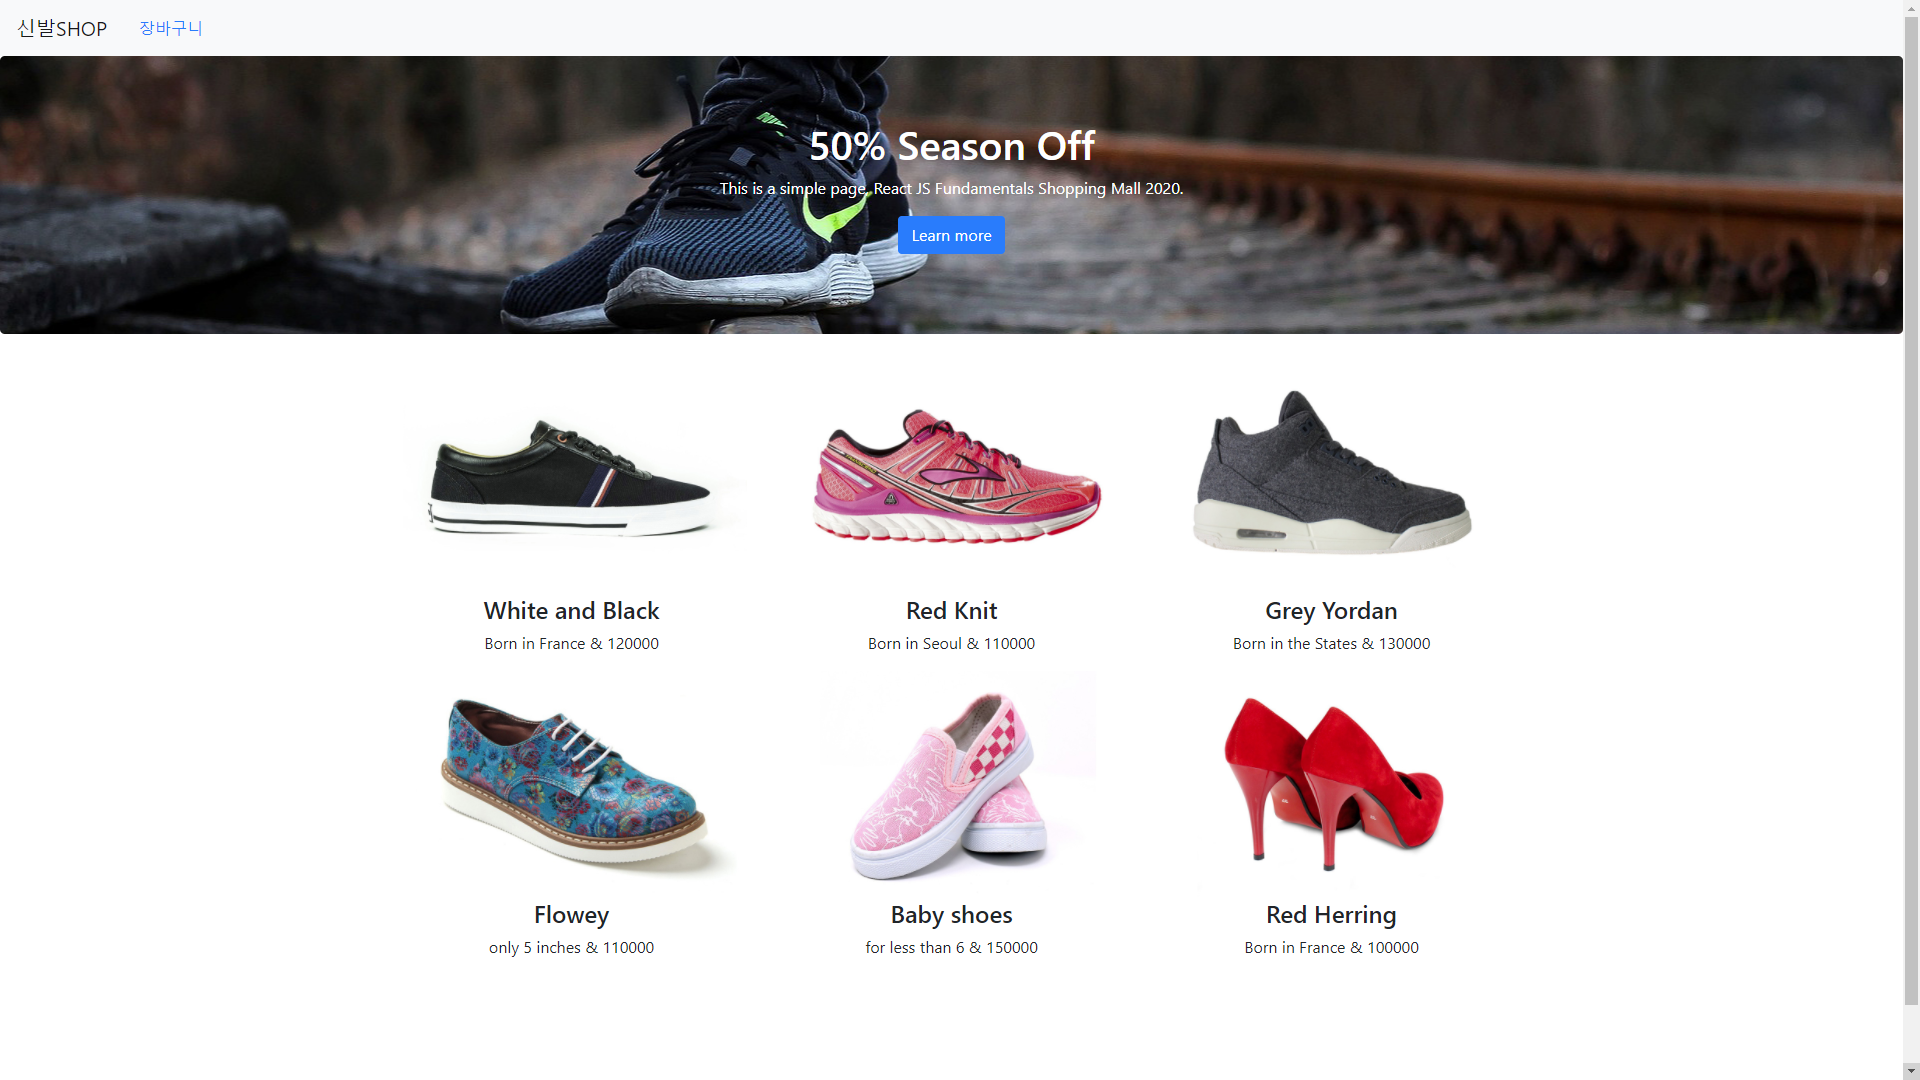 신발SHOP 장바구니
50% Season Off
This is a simple page. React JS Fundamentals Shopping Mall 2020.
Learn more
White and Black
Born in France & 120000
Red Knit
Born in Seoul & 110000
Grey Yordan
Born in the States & 130000
Flowey
only 5 inches & 110000
Baby shoes
for less than 6 & 150000
Red Herring
Born in France & 100000